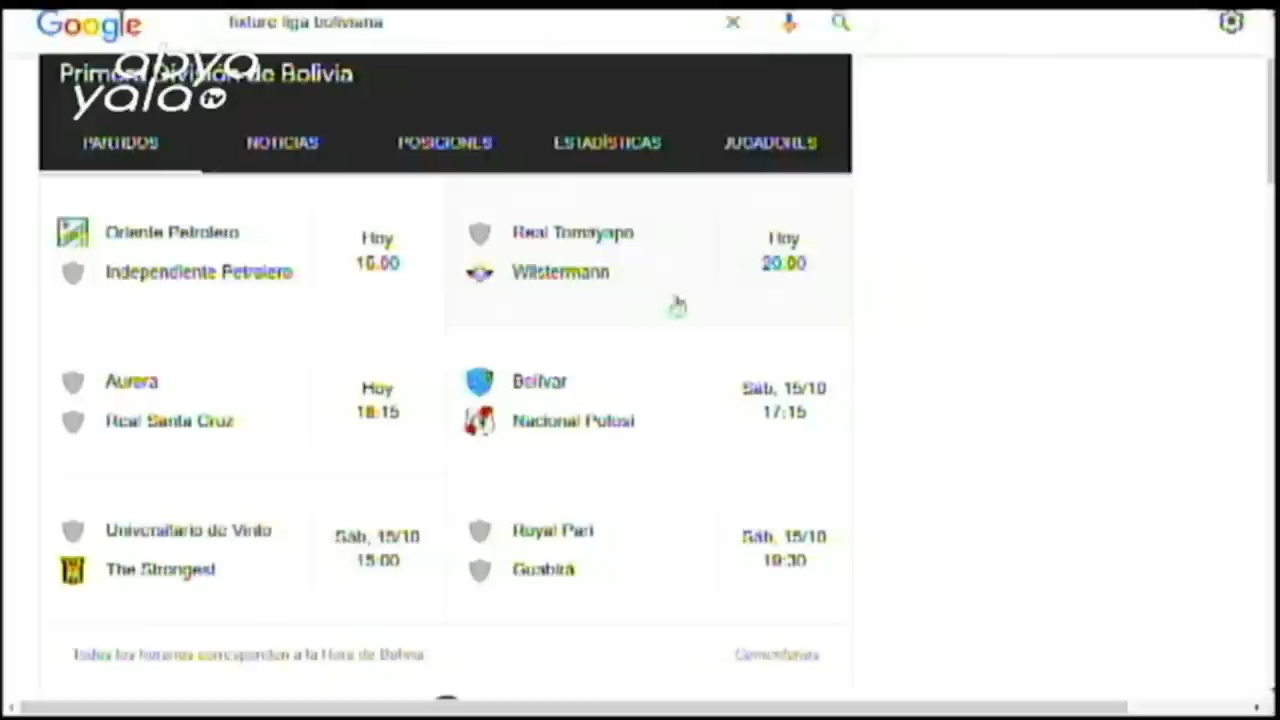 Google
fixture liga boliviana
abya
yala tv
Primera División de Bolivia
PARTIDOS NOTICIAS POSICIONES ESTADÍSTICAS JUGADORES
Oriente Petrolero
Independiente Petrolero
Hoy
Real Tomayapo
Wilstermann
Hoy
20:00
Aurora
Real Santa Cruz
Hoy
18:15
Bolívar
Nacional Potosí
Sáb, 15/10
17:15
Universitario de Vinto
The Strongest
Sáb, 15/10
15:00
Royal Pari
Guabirá
Sáb, 15/10
19:30
Todos los horarios corresponden a la Hora de Bolivia
Comentarios